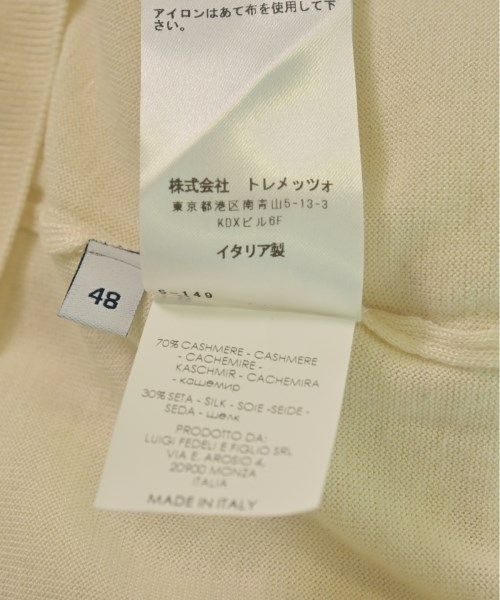 アイロンはあて布を使用して下
さい。
株式会社 トレメッツォ
東京都港区南青山5-13-3
KDXビル6F
イタリア製
48
S-149
70% CASHMERE - CASHMERE
- CACHEMIRE -
KASCHMIR - CACHEMIRA
- кашемир
30% SETA - SILK - SOIE -SEIDE -
SEDA - шелк
PRODOTTO DA:
LUIGI FEDELI E FIGLIO SRL
VIA E. AROSIO 4,
20900 MONZA
ITALIA
MADE IN ITALY